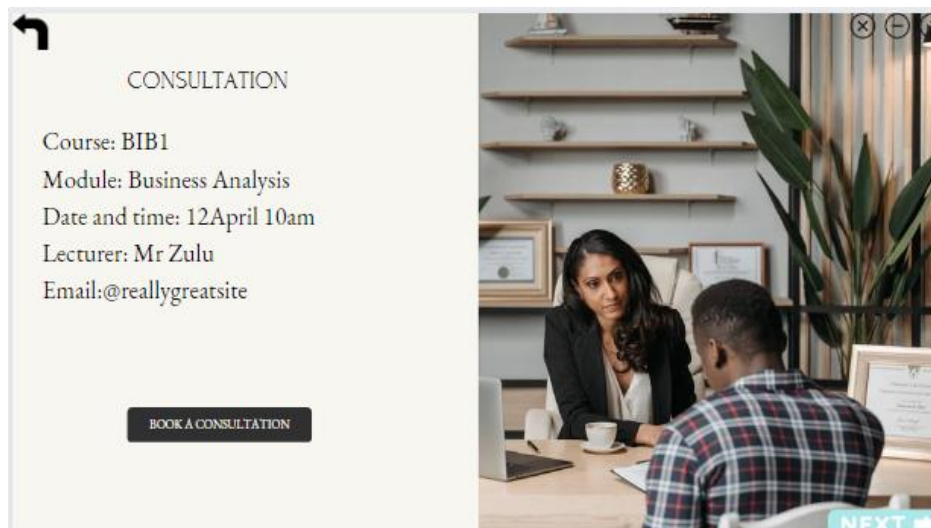 CONSULTATION
Course: BIB1
Module: Business Analysis
Date and time: 12April 10am
Lecturer: Mr Zulu
Email:@reallygreatsite
BOOK A CONSULTATION
NEXT